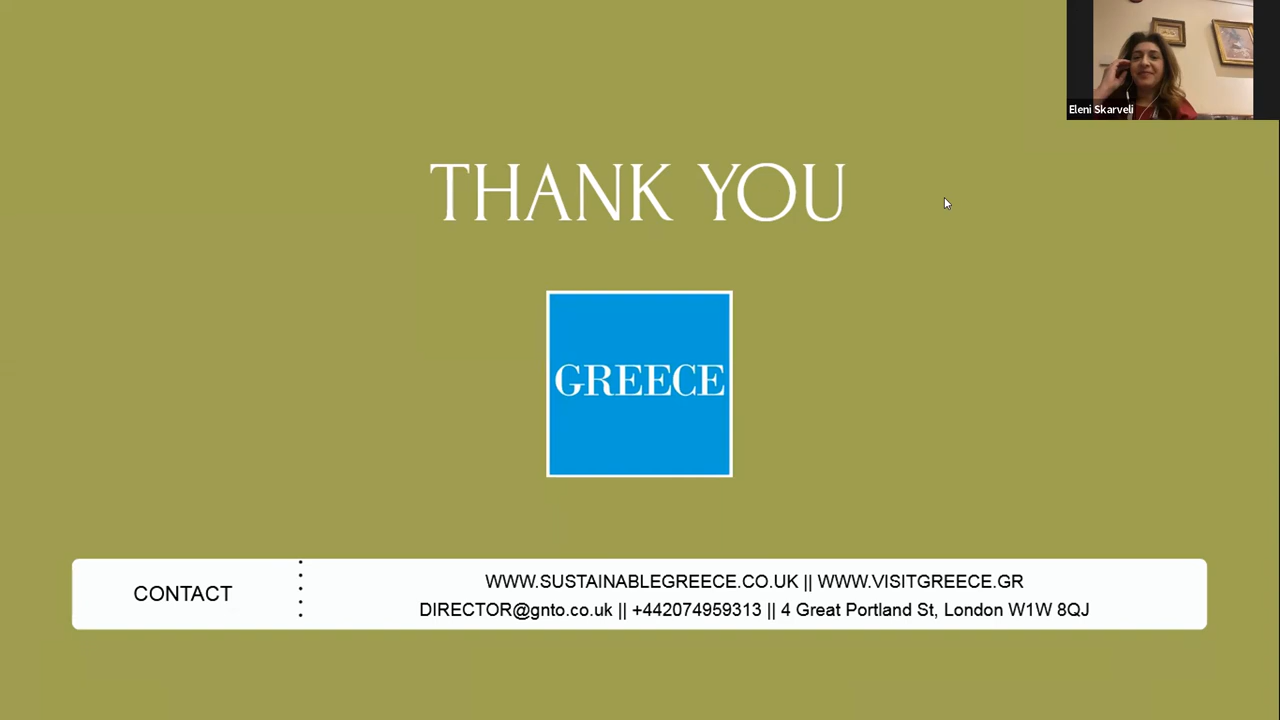 Eleni Skarveli
THANK YOU
GREECE
CONTACT
WWW.SUSTAINABLEGREECE.CO.UK || WWW.VISITGREECE.GR
DIRECTOR@gnto.co.uk || +442074959313 || 4 Great Portland St, London W1W 8QJ